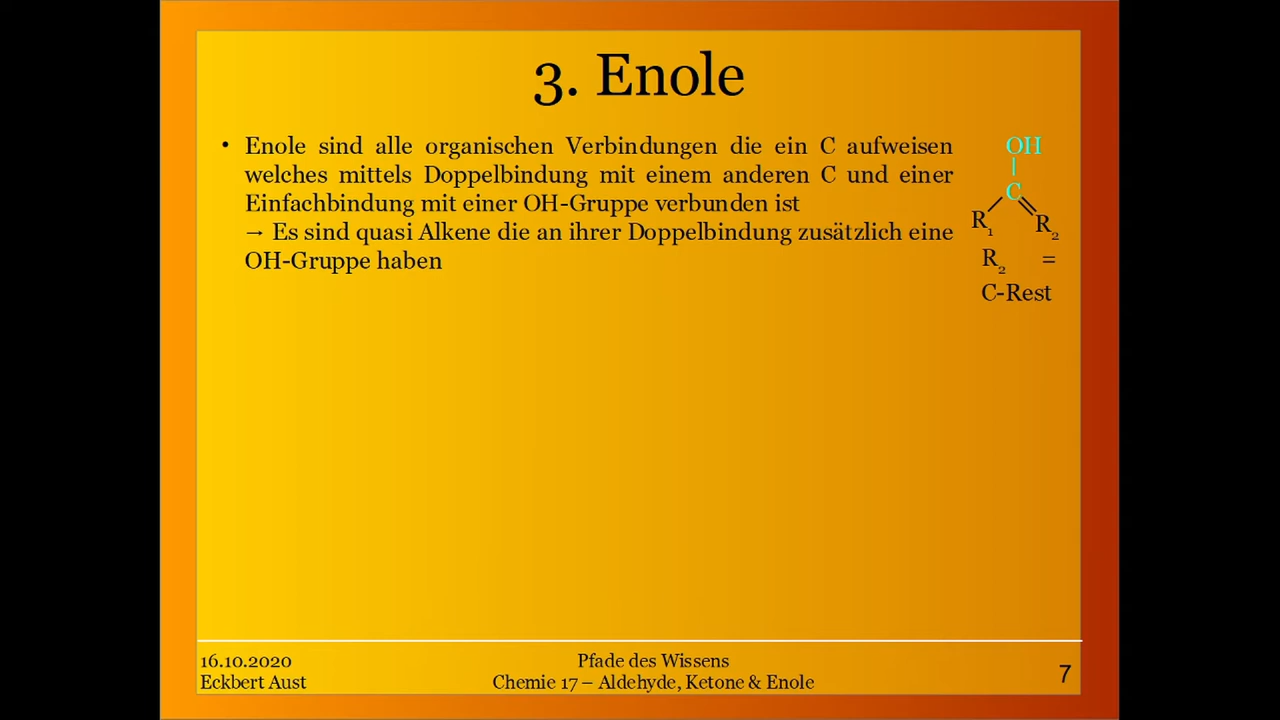 3. Enole
• Enole sind alle organischen Verbindungen die ein C aufweisen
welches mittels Doppelbindung mit einem anderen C und einer
Einfachbindung mit einer OH-Gruppe verbunden ist
→ Es sind quasi Alkene die an ihrer Doppelbindung zusätzlich eine
OH-Gruppe haben
OH
C
R₁ R₂
R₂ =
C-Rest
16.10.2020
Eckbert Aust
Pfade des Wissens
Chemie 17 – Aldehyde, Ketone & Enole
7